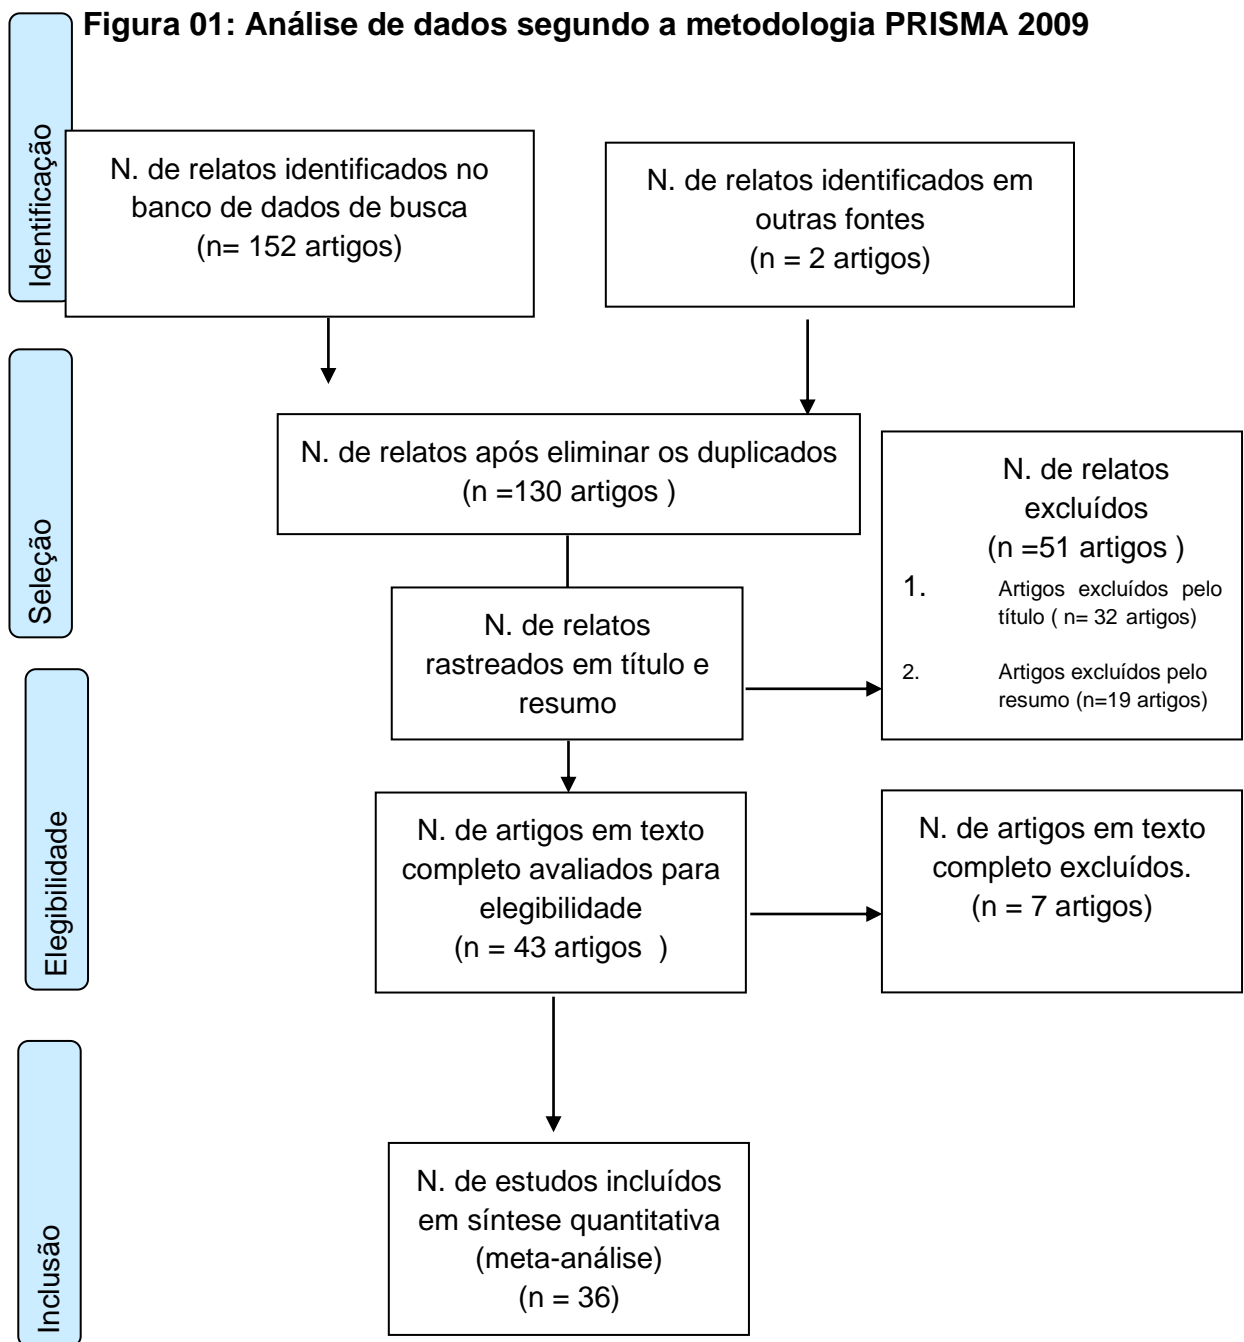 Figura 01: Análise de dados segundo a metodologia PRISMA 2009
Identificação
N. de relatos identificados no
banco de dados de busca
(n= 152 artigos)
N. de relatos identificados em
outras fontes
(n = 2 artigos)
Seleção
N. de relatos após eliminar os duplicados
(n =130 artigos )
N. de relatos
rastreados em título e
resumo
N. de relatos
excluídos
(n =51 artigos )
1. Artigos excluídos pelo
título ( n= 32 artigos)
2. Artigos excluídos pelo
resumo (n=19 artigos)
Elegibilidade
N. de artigos em texto
completo avaliados para
elegibilidade
(n = 43 artigos )
N. de artigos em texto
completo excluídos.
(n = 7 artigos)
Inclusão
N. de estudos incluídos
em síntese quantitativa
(meta-análise)
(n = 36)